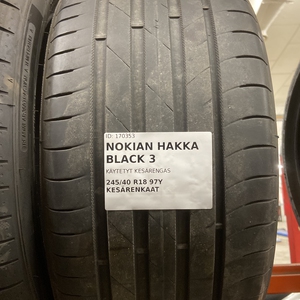 ID: 170353
NOKIAN HAKKA
BLACK 3
KÄYTETYT KESÄRENGAS
245/40 R18 97Y
KESÄRENKAAT